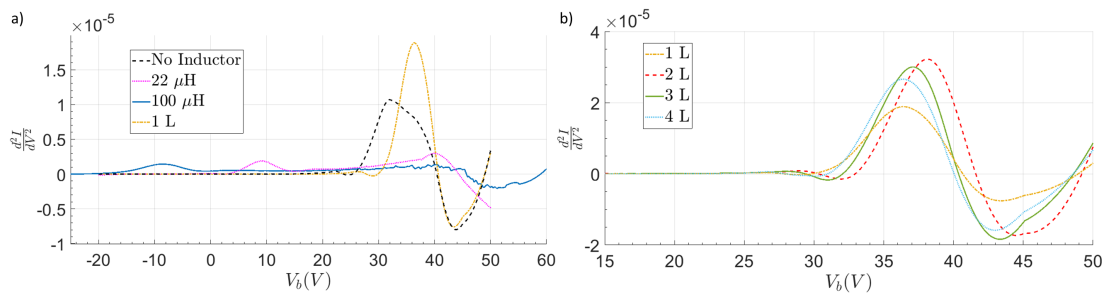 a)
×10^-5
1.5
1
0.5
0
-0.5
-1
d²I/dV²
No Inductor
22 μH
100 μH
1 L
-20 -10 0 10 20 30 40 50 60
V_b(V)
b)
×10^-5
4
2
0
-2
d²I/dV²
1 L
2 L
3 L
4 L
15 20 25 30 35 40 45 50
V_b(V)